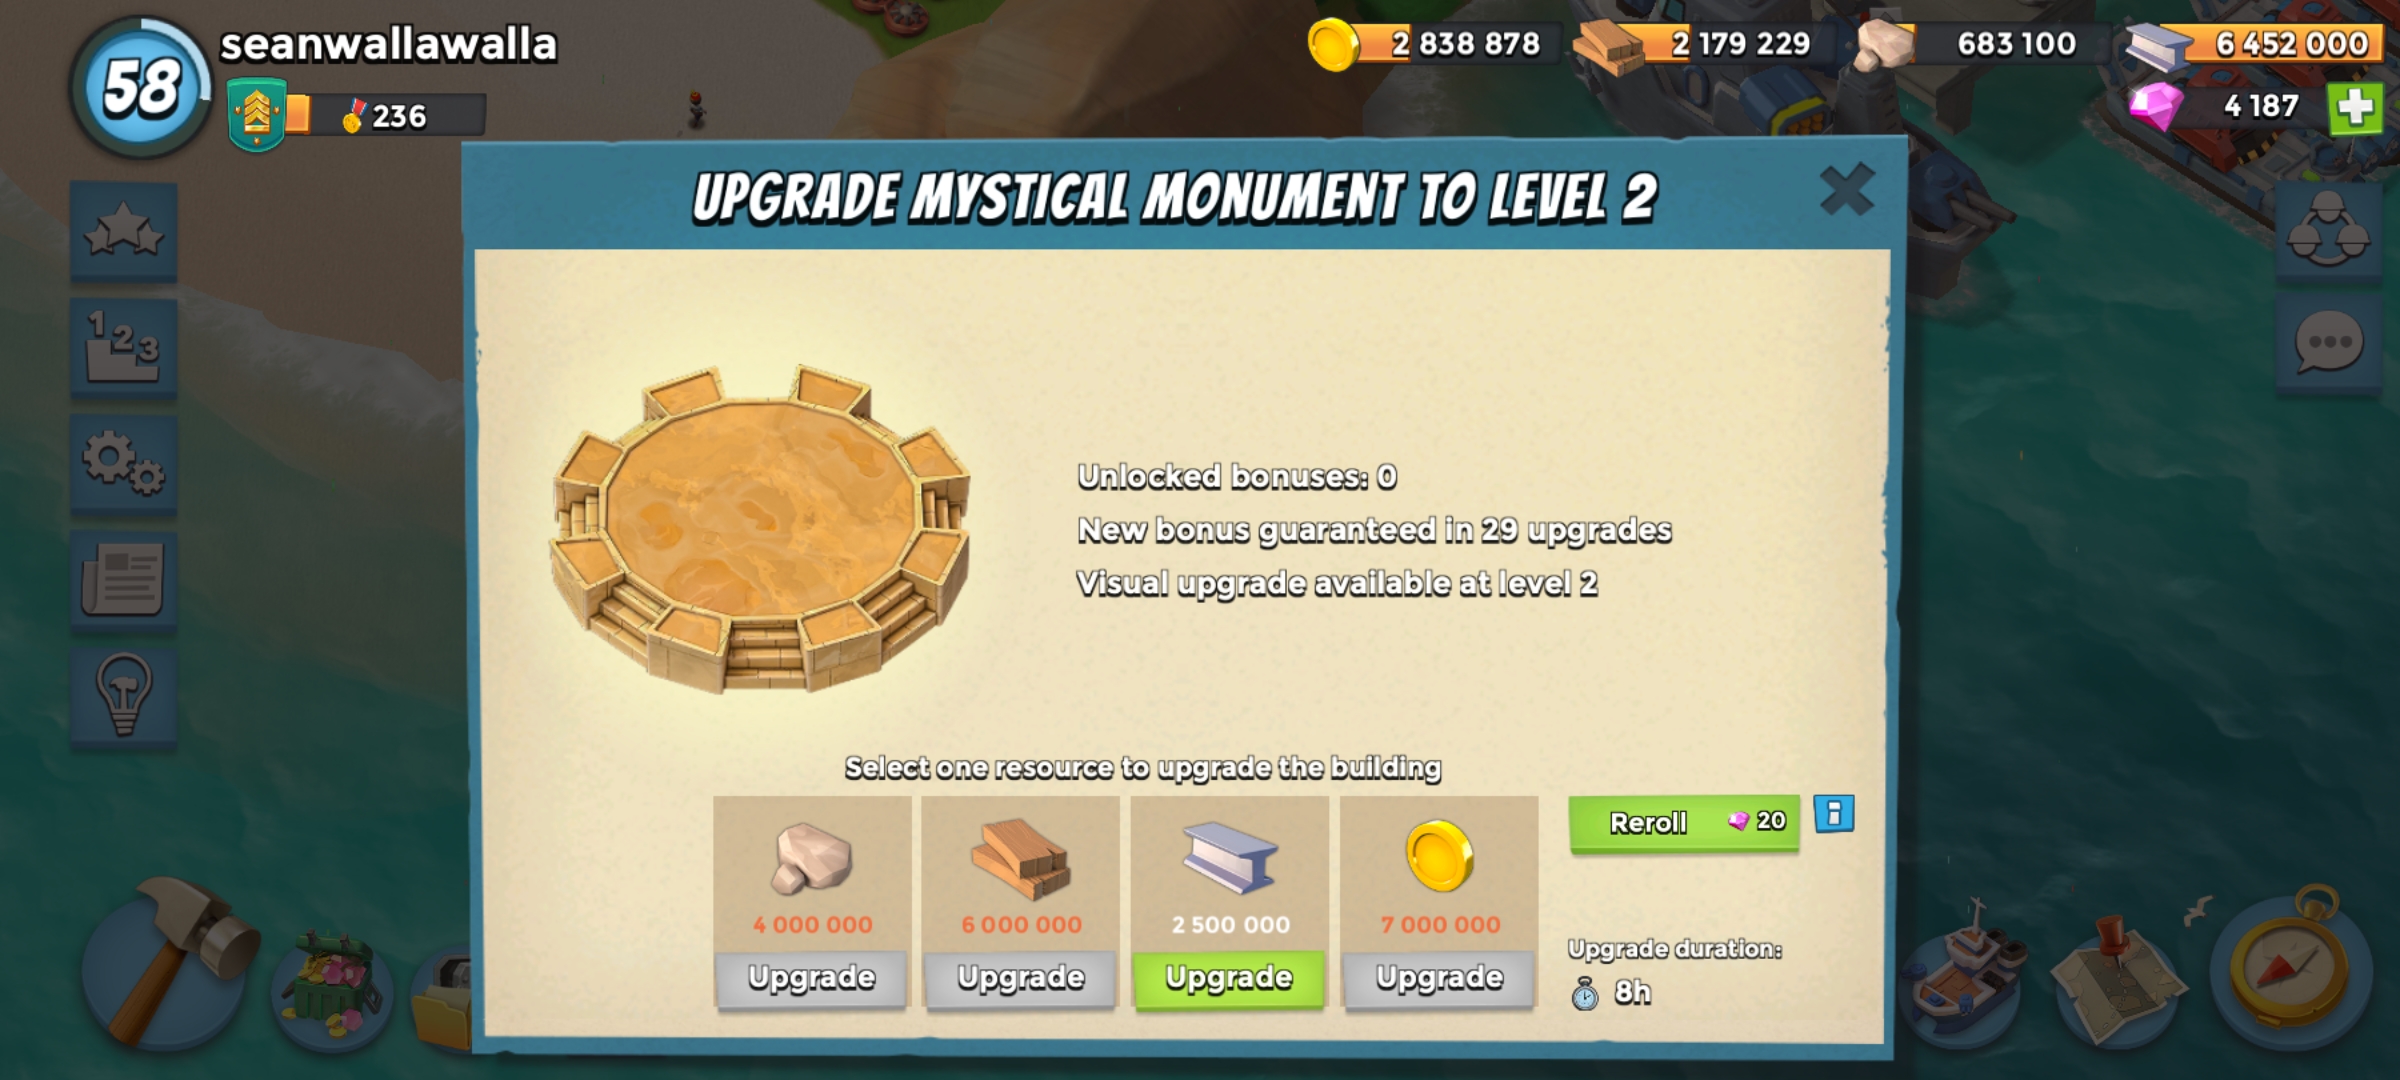 58
seanwallawalla
236
2 838 878
2 179 229
683 100
6 452 000
4 187
UPGRADE MYSTICAL MONUMENT TO LEVEL 2
1 2 3
Unlocked bonuses: 0
New bonus guaranteed in 29 upgrades
Visual upgrade available at level 2
Select one resource to upgrade the building
4 000 000
6 000 000
2 500 000
7 000 000
Upgrade
Upgrade
Upgrade
Upgrade
Reroll 20
i
Upgrade duration:
8h